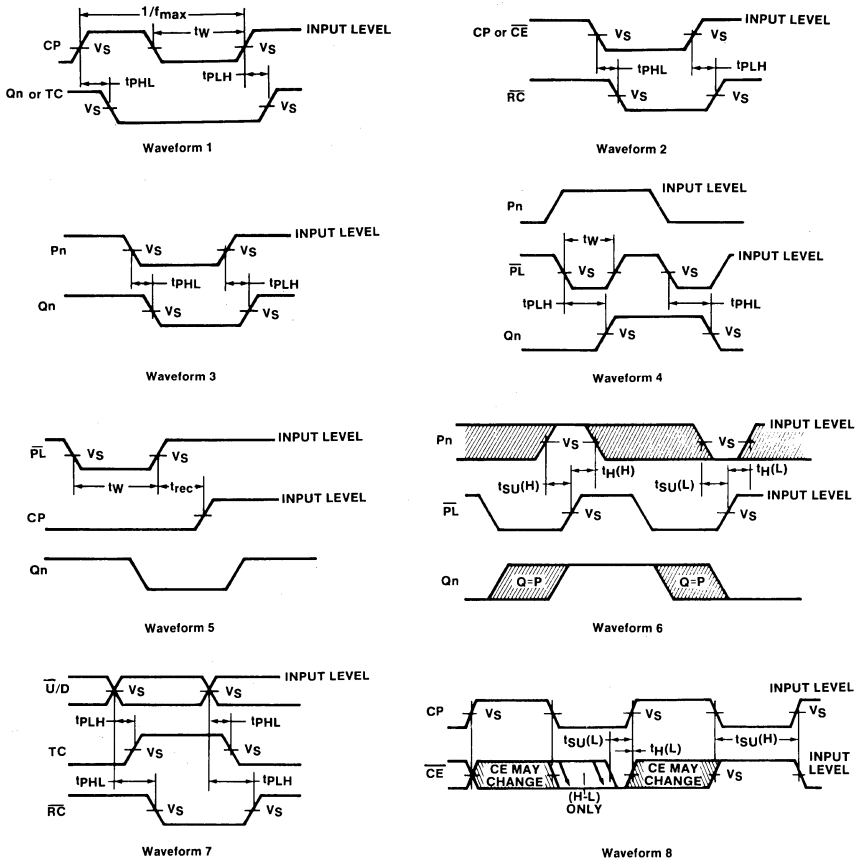 1/fmax
tW
INPUT LEVEL
CP
VS
VS
tPHL
tPLH
Qn or TC
VS
VS
Waveform 1
INPUT LEVEL
CP or CE
VS
VS
tPHL
tPLH
RC
VS
VS
Waveform 2
INPUT LEVEL
Pn
VS
VS
tPHL
tPLH
Qn
VS
VS
Waveform 3
INPUT LEVEL
Pn
tW
PL
VS
VS
tPLH
tPHL
Qn
VS
VS
Waveform 4
INPUT LEVEL
PL
VS
VS
tW
trec
CP
Qn
Waveform 5
INPUT LEVEL
Pn
VS
VS
tSU(H)
tH(H)
tSU(L)
tH(L)
INPUT LEVEL
PL
VS
VS
Qn
Q=P
Q=P
Waveform 6
INPUT LEVEL
U/D
VS
VS
tPLH
tPHL
TC
VS
VS
tPHL
tPLH
RC
VS
VS
Waveform 7
INPUT LEVEL
CP
VS
VS
tSU(L)
tH(L)
tSU(H)
INPUT
LEVEL
CE
CE MAY
CHANGE
(H-L)
ONLY
CE MAY
CHANGE
VS
Waveform 8